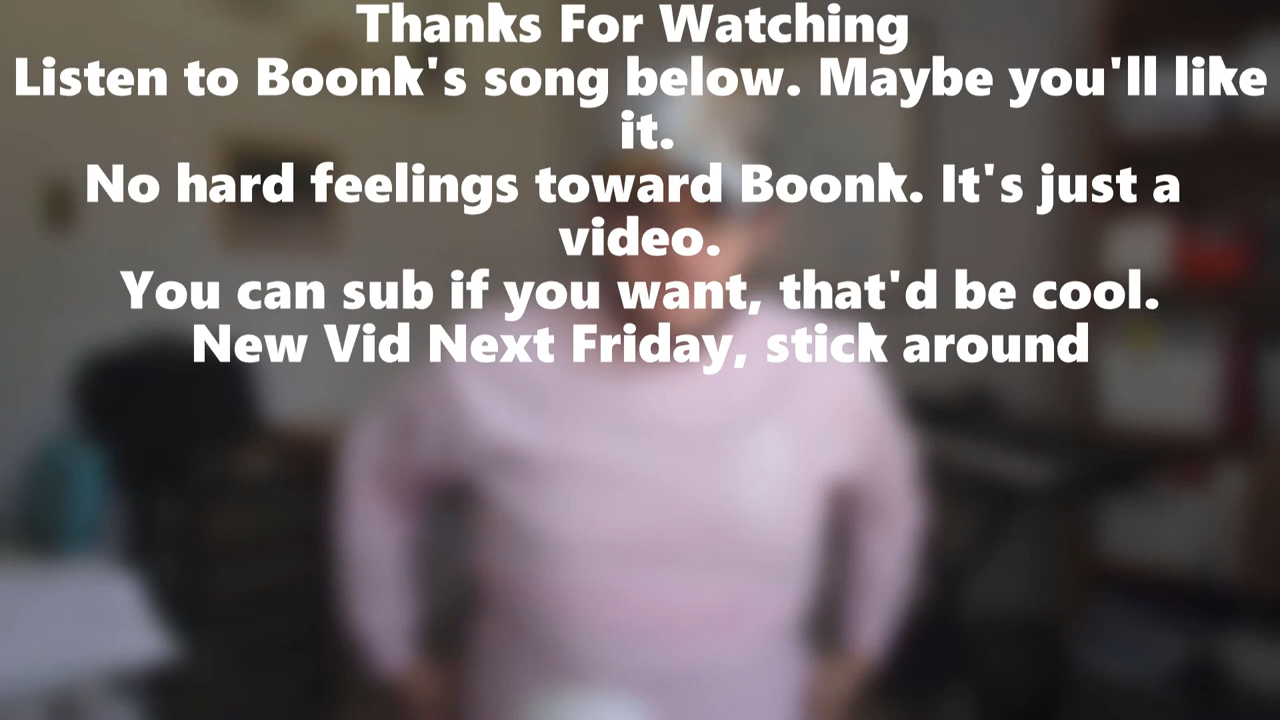 Thanks For Watching
Listen to Boonk's song below. Maybe you'll like
it.
No hard feelings toward Boonk. It's just a
video.
You can sub if you want, that'd be cool.
New Vid Next Friday, stick around